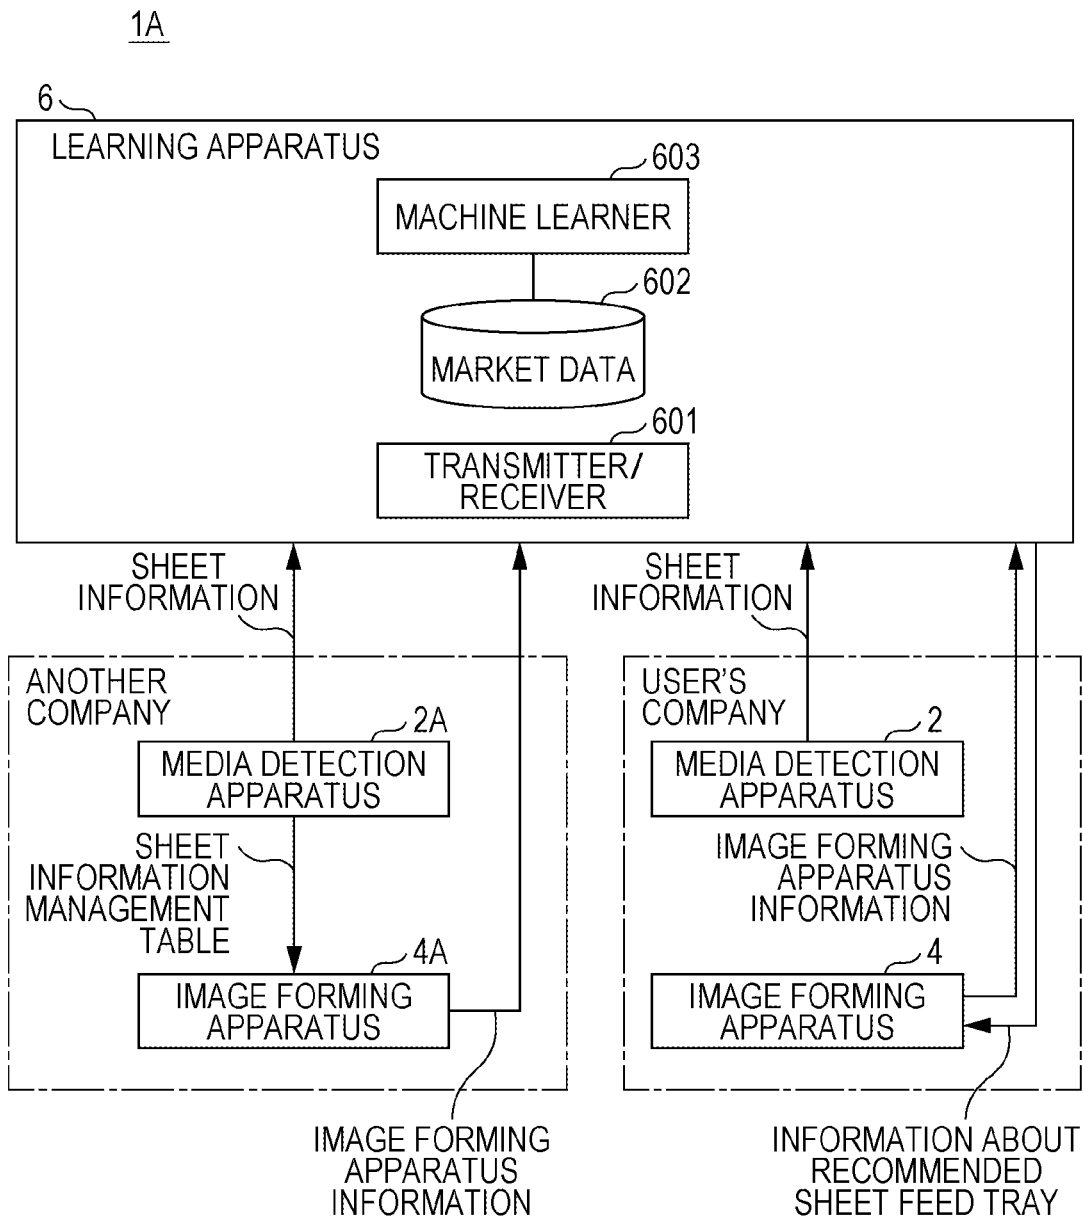 1A
6
LEARNING APPARATUS
603
MACHINE LEARNER
602
MARKET DATA
601
TRANSMITTER/
RECEIVER
SHEET
INFORMATION
SHEET
INFORMATION
ANOTHER
COMPANY
2A
MEDIA DETECTION
APPARATUS
SHEET
INFORMATION
MANAGEMENT
TABLE
4A
IMAGE FORMING
APPARATUS
IMAGE FORMING
APPARATUS
INFORMATION
USER'S
COMPANY
2
MEDIA DETECTION
APPARATUS
IMAGE FORMING
APPARATUS
INFORMATION
4
IMAGE FORMING
APPARATUS
INFORMATION ABOUT
RECOMMENDED
SHEET FEED TRAY